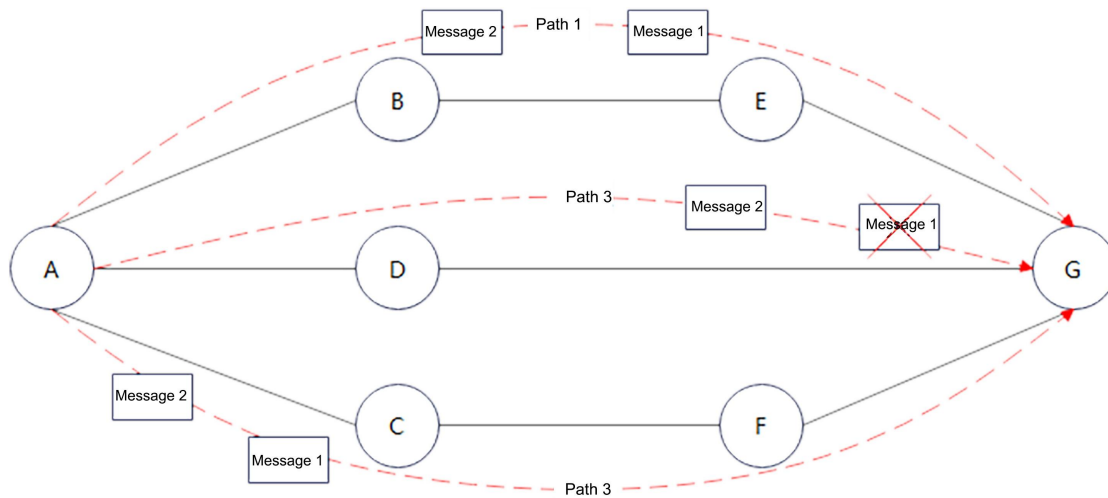 Message 2
Path 1
Message 1
B
E
Path 3
Message 2
Message 1
A
D
G
Message 2
C
F
Message 1
Path 3